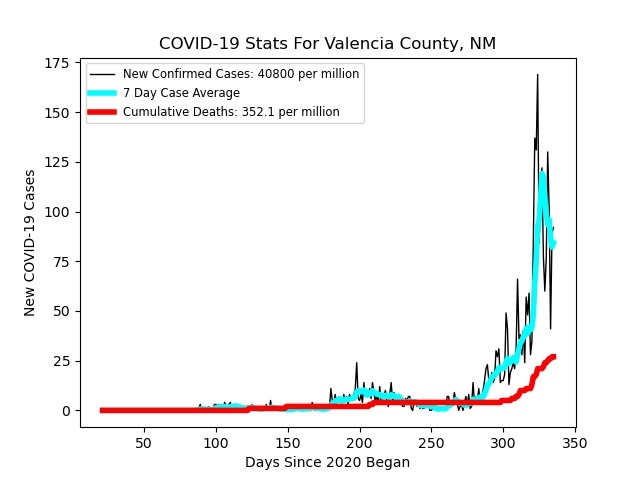 COVID-19 Stats For Valencia County, NM
New Confirmed Cases: 40800 per million
7 Day Case Average
Cumulative Deaths: 352.1 per million
New COVID-19 Cases
175
150
125
100
75
50
25
0
50 100 150 200 250 300 350
Days Since 2020 Began